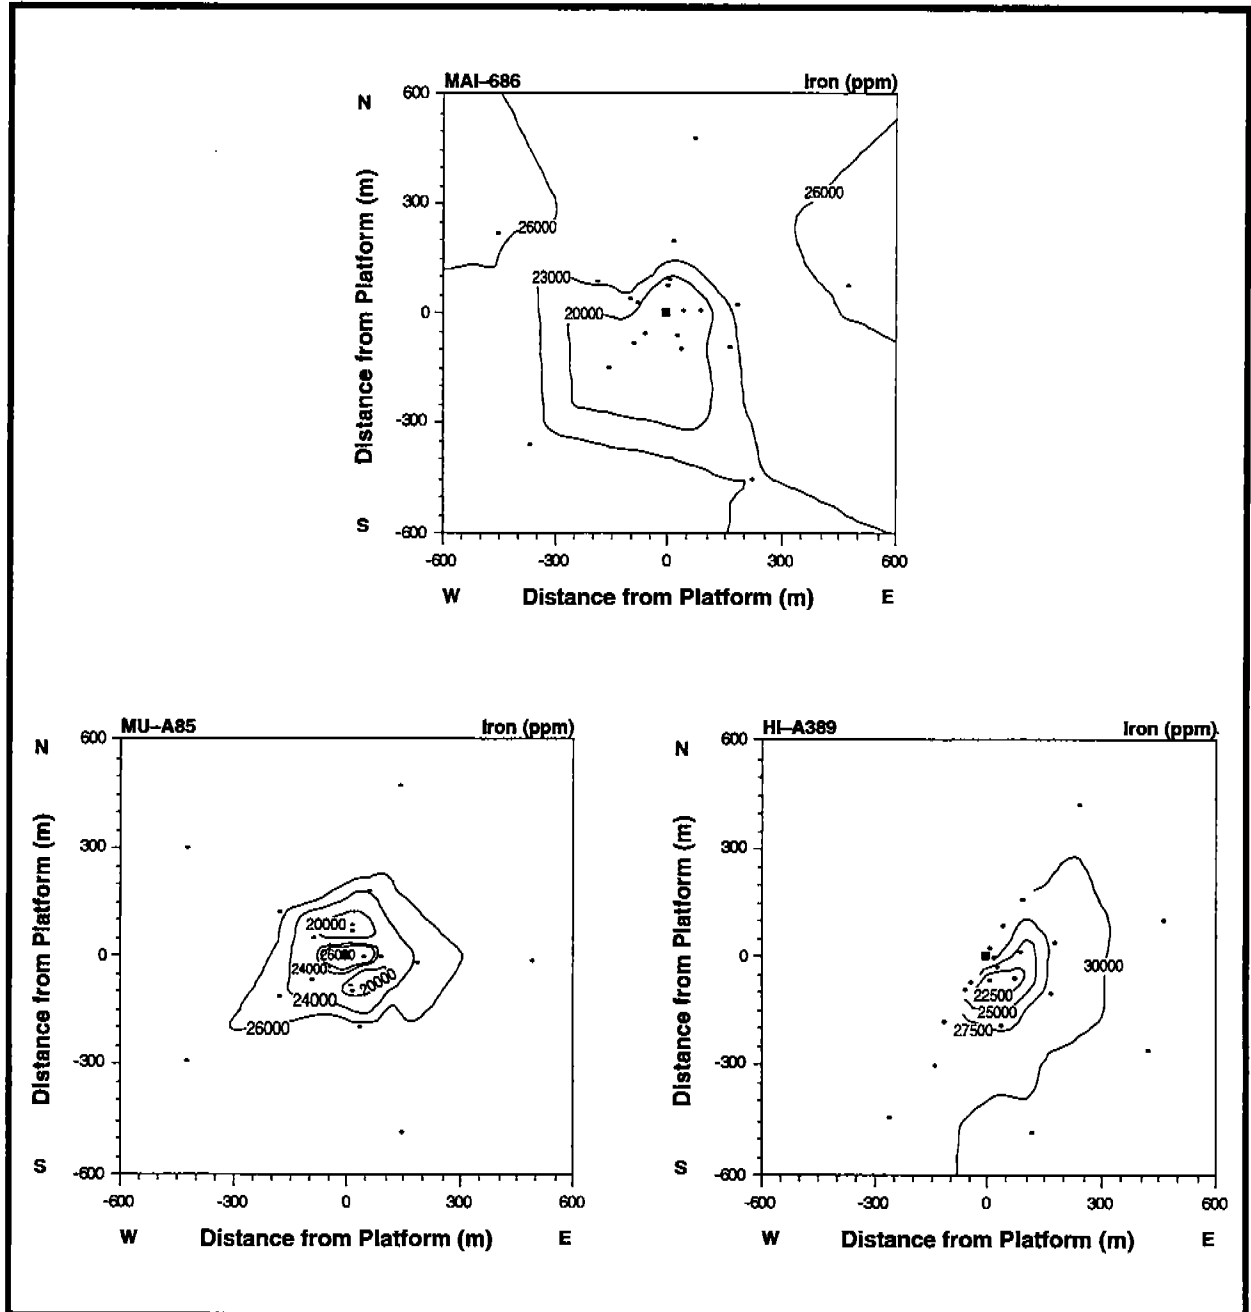 MAI-686 Iron (ppm)
N
600
300
0
-300
-600
S
Distance from Platform (m)
26000
26000
23000
20000
-600 -300 0 300 600
W Distance from Platform (m) E
MU-A85 Iron (ppm)
N
600
300
0
-300
-600
S
Distance from Platform (m)
20000
26000
24000
20000
24000
26000
-600 -300 0 300 600
W Distance from Platform (m) E
HI-A389 Iron (ppm)
N
600
300
0
-300
-600
S
Distance from Platform (m)
30000
22500
25000
27500
-600 -300 0 300 600
W Distance from Platform (m) E